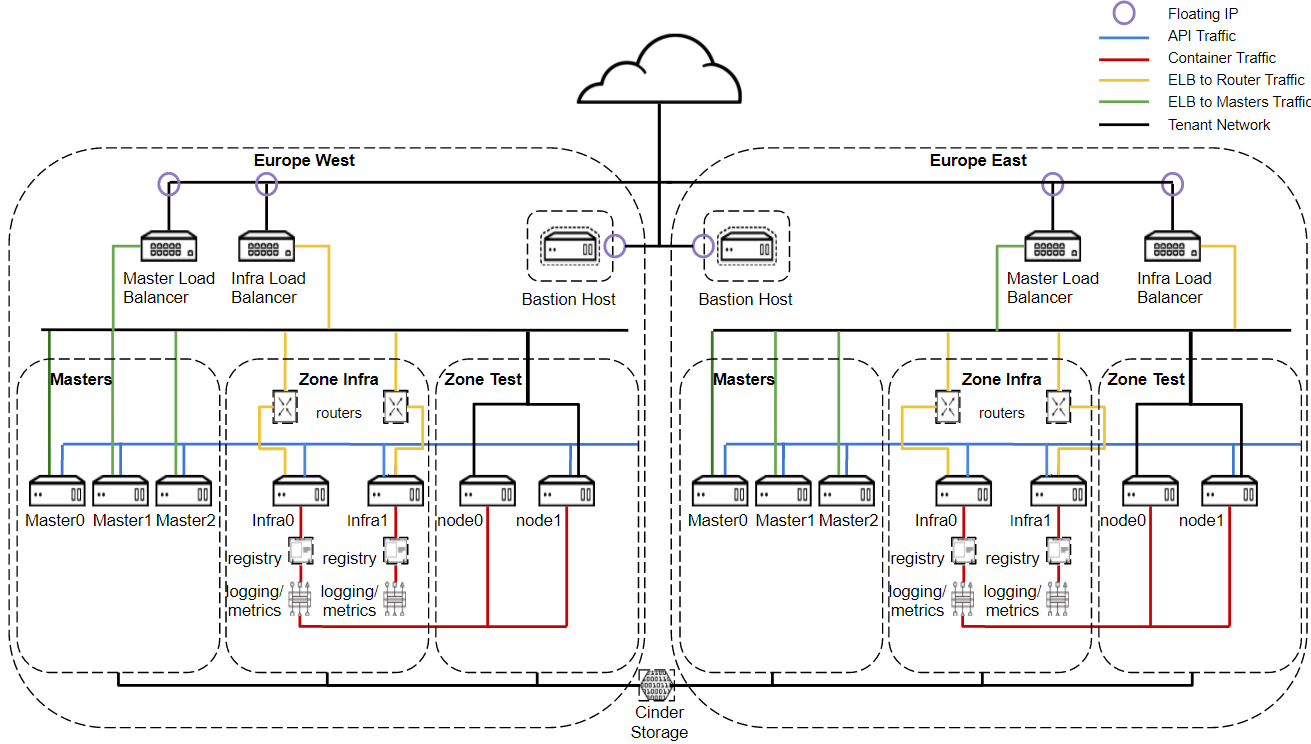 Floating IP
API Traffic
Container Traffic
ELB to Router Traffic
ELB to Masters Traffic
Tenant Network
Europe West
Europe East
Master Load
Balancer
Infra Load
Balancer
Bastion Host
Bastion Host
Master Load
Balancer
Infra Load
Balancer
Masters
Zone Infra
Zone Test
Masters
Zone Infra
Zone Test
routers
routers
Master0
Master1
Master2
Infra0
Infra1
node0
node1
Master0
Master1
Master2
Infra0
Infra1
node0
node1
registry
registry
registry
registry
logging/
metrics
logging/
metrics
logging/
metrics
logging/
metrics
Cinder
Storage